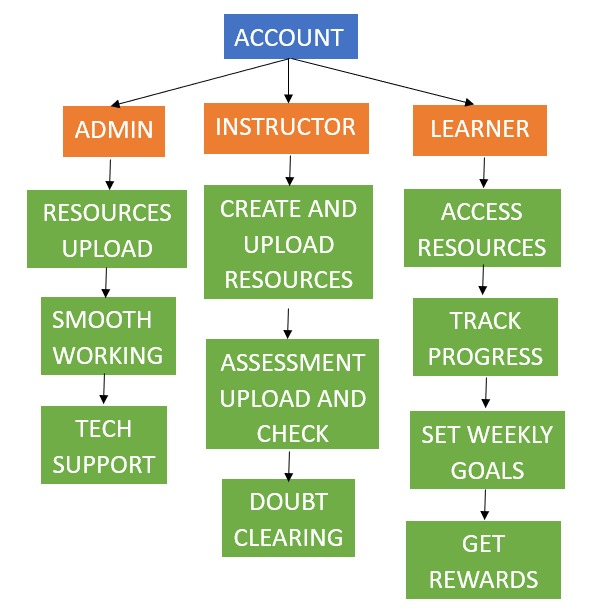 ACCOUNT
ADMIN
INSTRUCTOR
LEARNER
RESOURCES
UPLOAD
SMOOTH
WORKING
TECH
SUPPORT
CREATE AND
UPLOAD
RESOURCES
ASSESSMENT
UPLOAD AND
CHECK
DOUBT
CLEARING
ACCESS
RESOURCES
TRACK
PROGRESS
SET WEEKLY
GOALS
GET
REWARDS